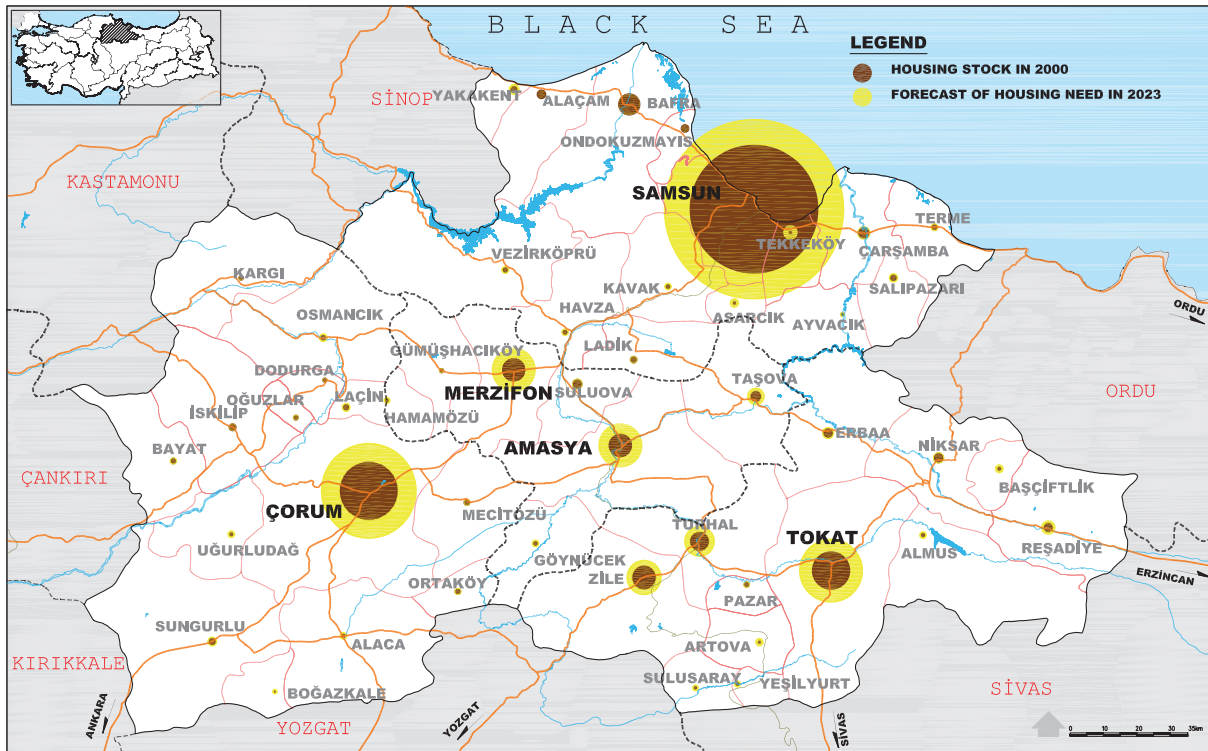 BLACK SEA
LEGEND
HOUSING STOCK IN 2000
FORECAST OF HOUSING NEED IN 2023
SİNOP
YAKAKENT
ALAÇAM
BAFRA
ONDOKUZMAYIS
KASTAMONU
SAMSUN
TEKKEKÖY
TERME
ÇARŞAMBA
SALIPAZARI
VEZİRKÖPRÜ
KARGI
KAVAK
HAVZA
ASARCIK
AYVACIK
ORDU
OSMANCIK
GÜMÜŞHACIKÖY
LADİK
DODURGA
MERZİFON
SULUOVA
TAŞOVA
ORDU
OĞUZLAR
LAÇİN
HAMAMÖZÜ
İSKİLİP
BAYAT
AMASYA
ERBAA
NİKSAR
ÇANKIRI
BAŞÇİFTLİK
ÇORUM
MECİTÖZÜ
TURHAL
TOKAT
UĞURLUDAĞ
GÖYNÜCEK
ALMUS
REŞADİYE
ZİLE
ERZİNCAN
ORTAKÖY
PAZAR
SUNGURLU
ALACA
ARTOVA
KIRIKKALE
SULUSARAY
YEŞİLYURT
SİVAS
BOĞAZKALE
ANKARA
YOZGAT
YOZGAT
SİVAS
0 10 20 30 35km